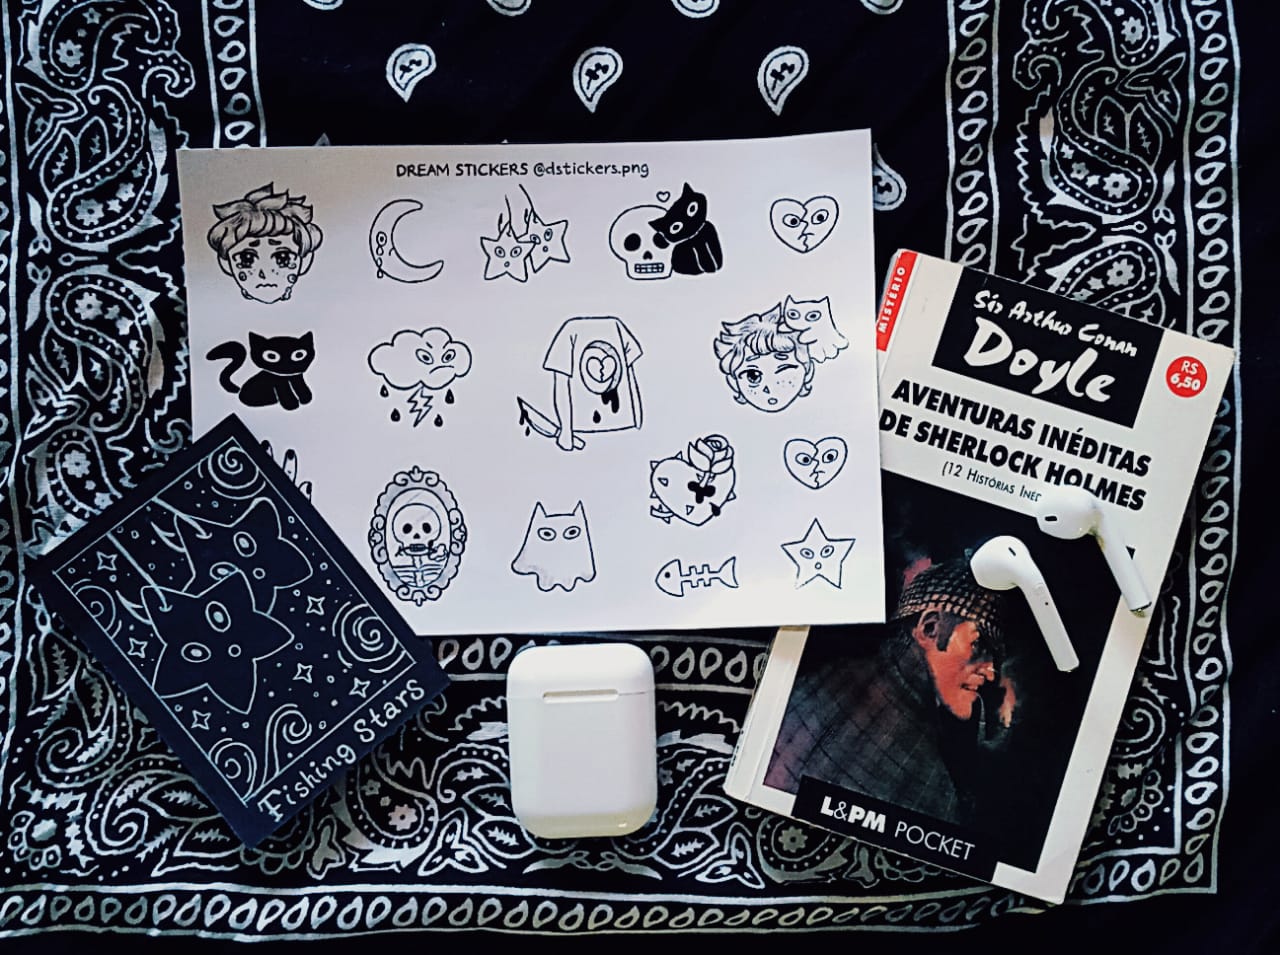 DREAM STICKERS @dstickers.png
MISTÉRIO
Sir Arthur Conan
Doyle
R$
6,50
AVENTURAS INÉDITAS
DE SHERLOCK HOLMES
(12 HISTÓRIAS
L&PM POCKET
Fishing Stars